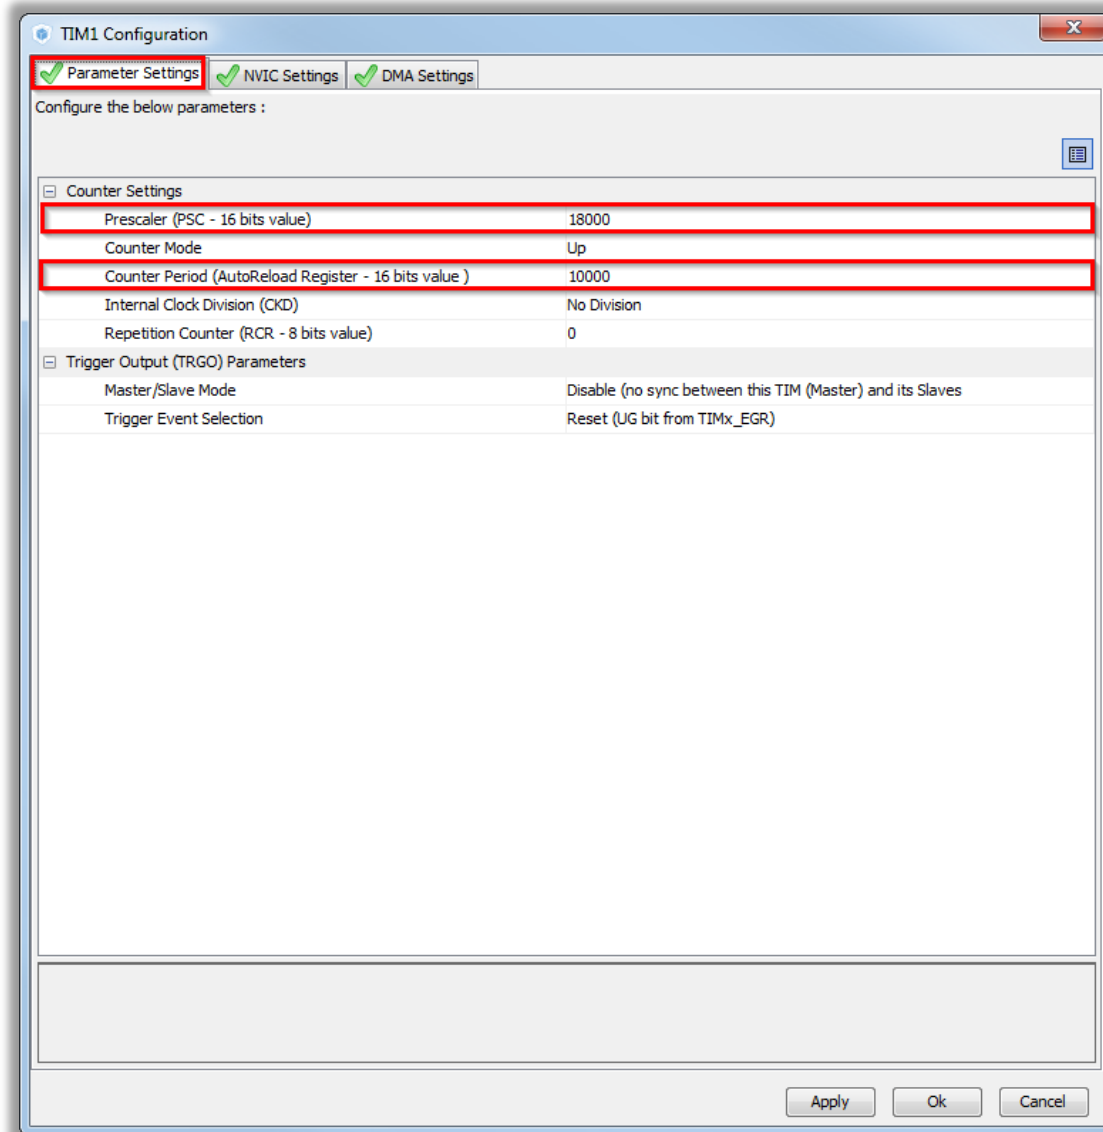 TIM1 Configuration
X
Parameter Settings NVIC Settings DMA Settings
Configure the below parameters :
Counter Settings
Prescaler (PSC - 16 bits value) 18000
Counter Mode Up
Counter Period (AutoReload Register - 16 bits value ) 10000
Internal Clock Division (CKD) No Division
Repetition Counter (RCR - 8 bits value) 0
Trigger Output (TRGO) Parameters
Master/Slave Mode Disable (no sync between this TIM (Master) and its Slaves
Trigger Event Selection Reset (UG bit from TIMx_EGR)
Apply Ok Cancel